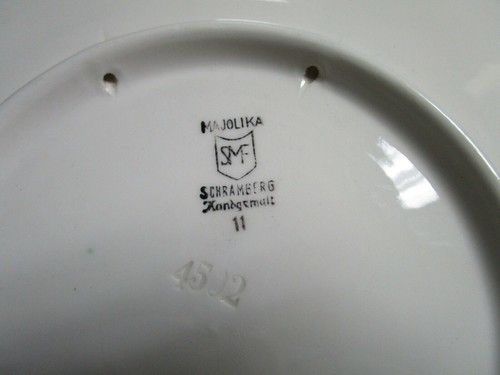 MAJOLIKA
SMF
SCHRAMBERG
Handgemalt
11
4502